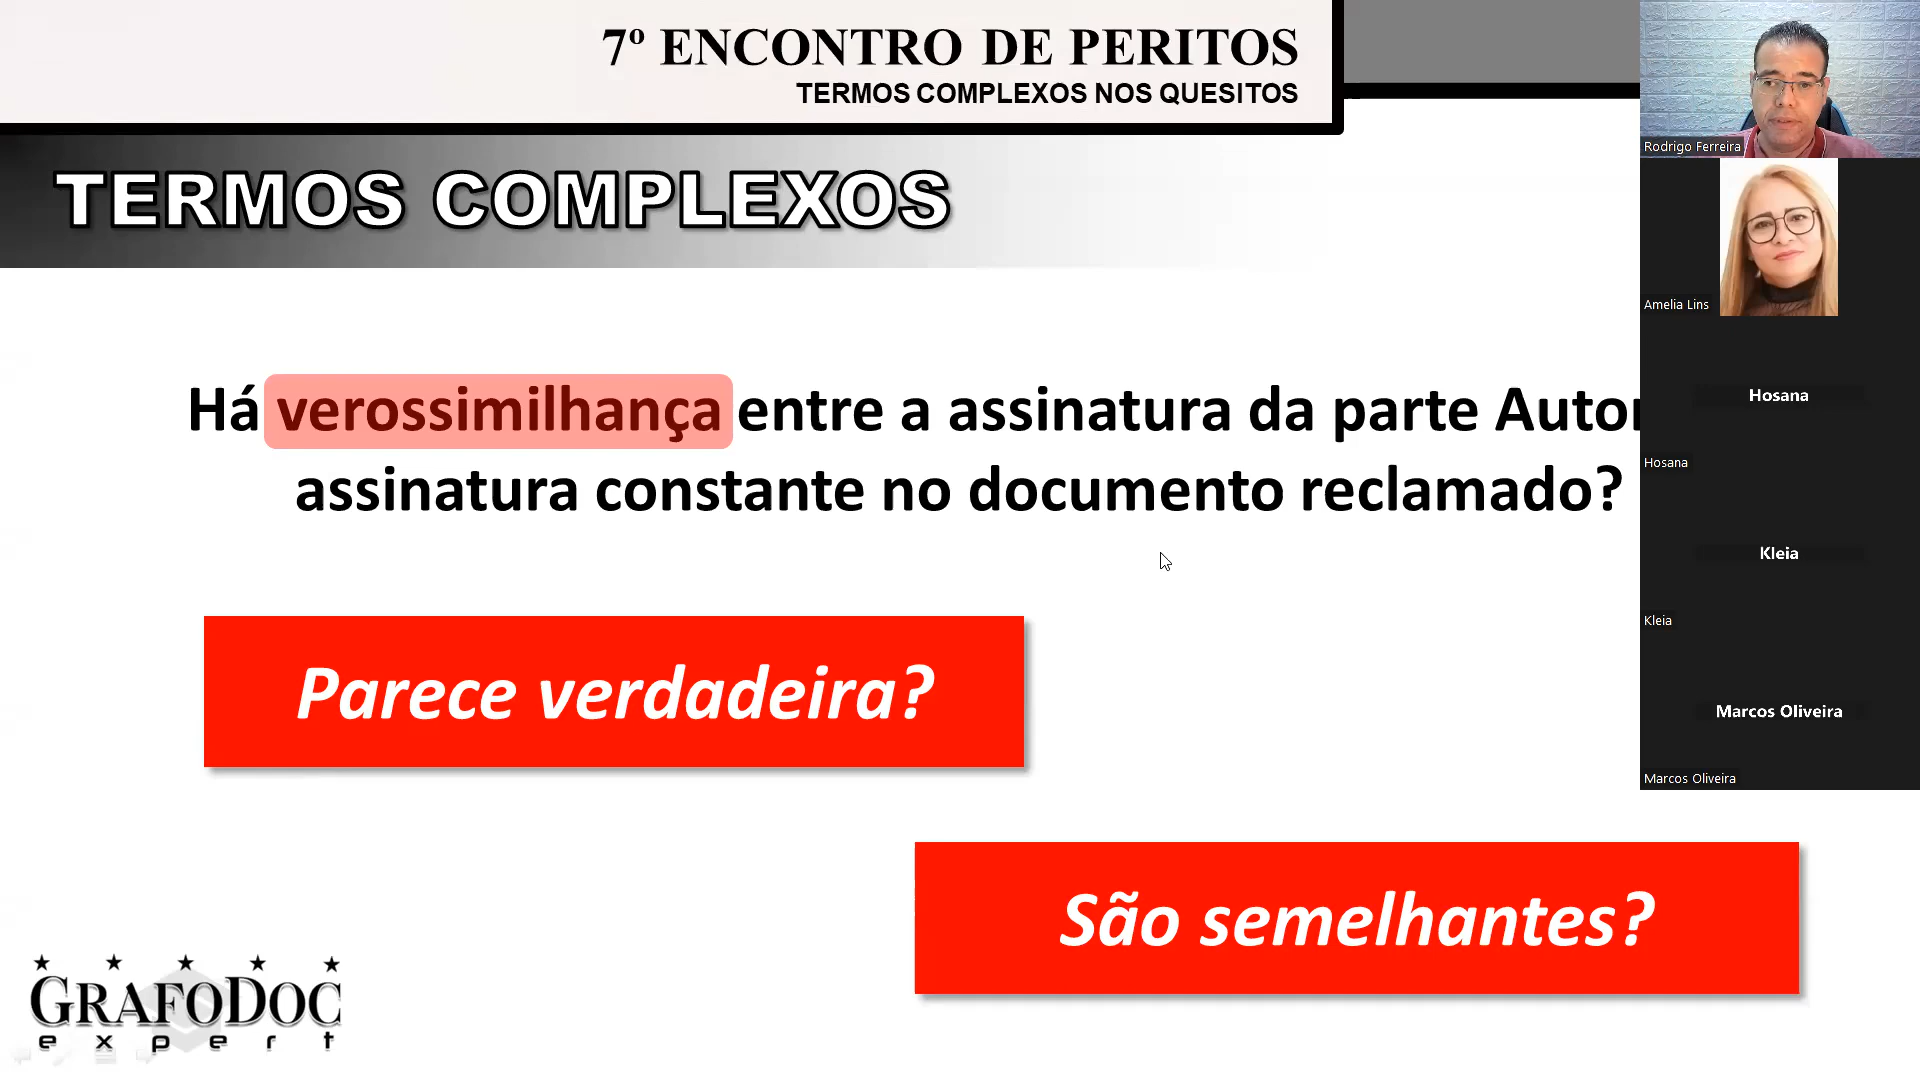 7º ENCONTRO DE PERITOS
TERMOS COMPLEXOS NOS QUESITOS
TERMOS COMPLEXOS
Há verossimilhança entre a assinatura da parte Autor
assinatura constante no documento reclamado?
Parece verdadeira?
São semelhantes?
GRAFODOC
expert
Rodrigo Ferreira
Amelia Lins
Hosana
Hosana
Kleia
Kleia
Marcos Oliveira
Marcos Oliveira